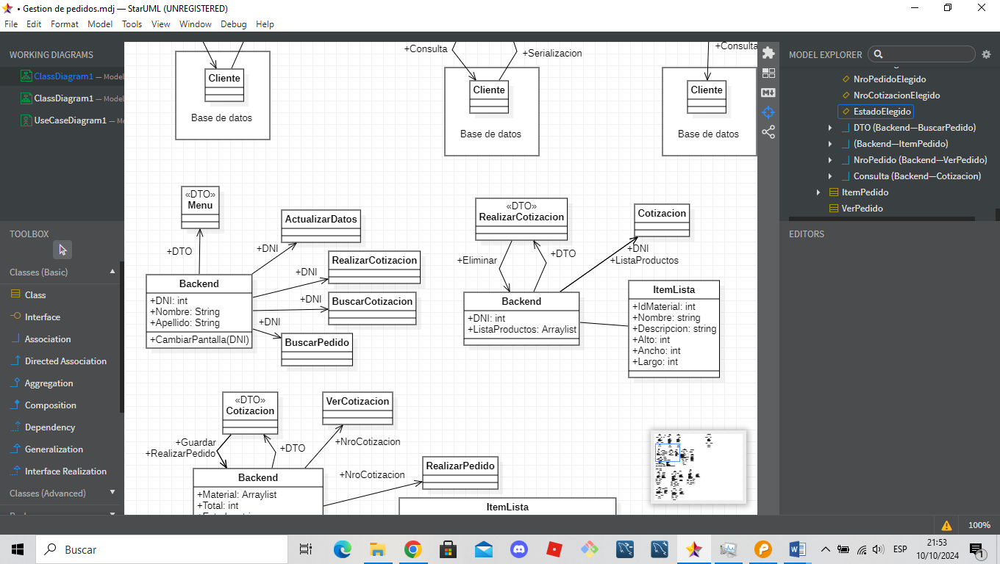 • Gestion de pedidos.mdj — StarUML (UNREGISTERED)
File Edit Format Model Tools View Window Debug Help
WORKING DIAGRAMS
ClassDiagram1 — Model
ClassDiagram1 — Model
UseCaseDiagram1 — Mo
TOOLBOX
Classes (Basic)
Class
Interface
Association
Directed Association
Aggregation
Composition
Dependency
Generalization
Interface Realization
Classes (Advanced)
Cliente
Base de datos
+Consulta
+Serializacion
Cliente
Base de datos
+Consulta
Cliente
Base de datos
«DTO»
Menu
+DTO
ActualizarDatos
+DNI
RealizarCotizacion
+DNI
BuscarCotizacion
+DNI
BuscarPedido
+DNI
Backend
+DNI: int
+Nombre: String
+Apellido: String
+CambiarPantalla(DNI)
«DTO»
RealizarCotizacion
+Eliminar
+DTO
Cotizacion
+DNI
+ListaProductos
Backend
+DNI: int
+ListaProductos: Arraylist
ItemLista
+IdMaterial: int
+Nombre: string
+Descripcion: string
+Alto: int
+Ancho: int
+Largo: int
«DTO»
Cotizacion
+Guardar
+RealizarPedido
+DTO
VerCotizacion
+NroCotizacion
+NroCotizacion
RealizarPedido
Backend
+Material: Arraylist
+Total: int
ItemLista
MODEL EXPLORER
NroPedidoElegido
NroCotizacionElegido
EstadoElegido
DTO (Backend—BuscarPedido)
(Backend—ItemPedido)
NroPedido (Backend—VerPedido)
Consulta (Backend—Cotizacion)
ItemPedido
VerPedido
EDITORS
100%
Buscar
ESP
21:53
10/10/2024
1